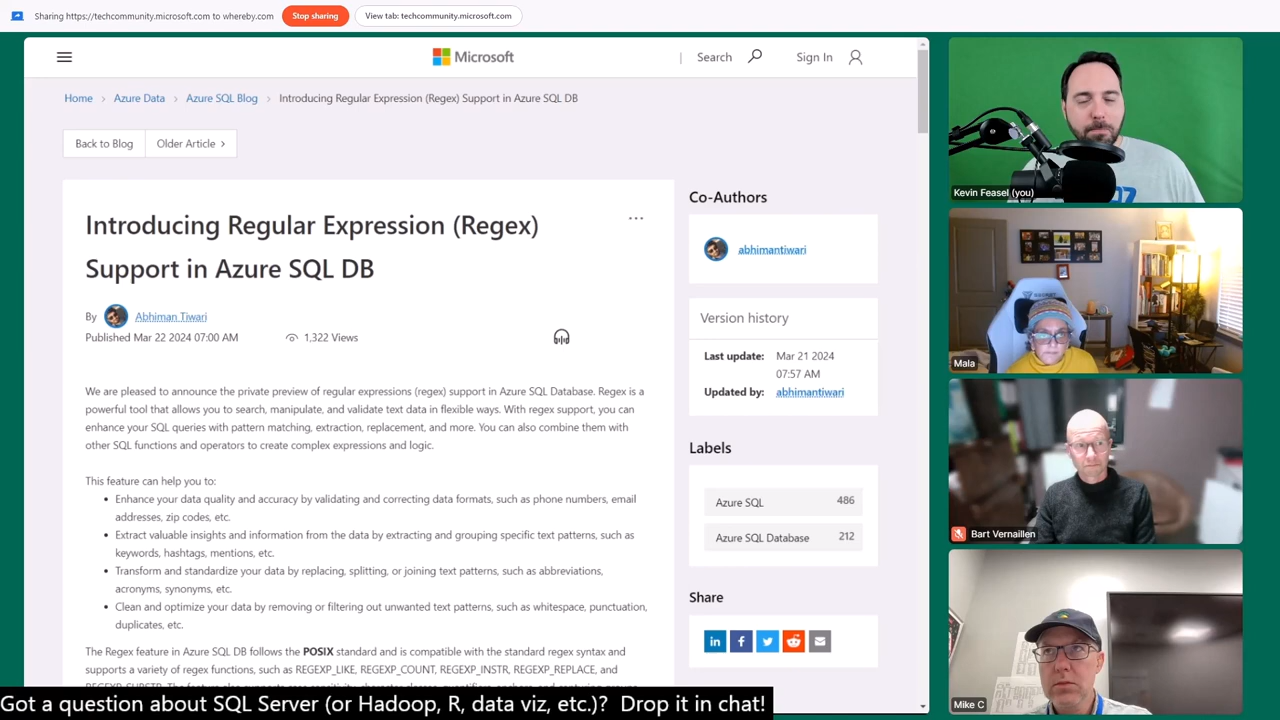 Sharing https://techcommunity.microsoft.com to whereby.com
Stop sharing
View tab: techcommunity.microsoft.com
Microsoft
Search
Sign In
Home > Azure Data > Azure SQL Blog > Introducing Regular Expression (Regex) Support in Azure SQL DB
Back to Blog
Older Article >
Introducing Regular Expression (Regex)
Support in Azure SQL DB
By Abhiman Tiwari
Published Mar 22 2024 07:00 AM
1,322 Views
We are pleased to announce the private preview of regular expressions (regex) support in Azure SQL Database. Regex is a
powerful tool that allows you to search, manipulate, and validate text data in flexible ways. With regex support, you can
enhance your SQL queries with pattern matching, extraction, replacement, and more. You can also combine them with
other SQL functions and operators to create complex expressions and logic.
This feature can help you to:
• Enhance your data quality and accuracy by validating and correcting data formats, such as phone numbers, email
addresses, zip codes, etc.
• Extract valuable insights and information from the data by extracting and grouping specific text patterns, such as
keywords, hashtags, mentions, etc.
• Transform and standardize your data by replacing, splitting, or joining text patterns, such as abbreviations,
acronyms, synonyms, etc.
• Clean and optimize your data by removing or filtering out unwanted text patterns, such as whitespace, punctuation,
duplicates, etc.
The Regex feature in Azure SQL DB follows the POSIX standard and is compatible with the standard regex syntax and
supports a variety of regex functions, such as REGEXP_LIKE, REGEXP_COUNT, REGEXP_INSTR, REGEXP_REPLACE, and
Co-Authors
abhimantiwari
Version history
Last update: Mar 21 2024
07:57 AM
Updated by: abhimantiwari
Labels
Azure SQL 486
Azure SQL Database 212
Share
Kevin Feasel (you)
Mala
Bart Vernaillen
Mike C
Got a question about SQL Server (or Hadoop, R, data viz, etc.)? Drop it in chat!